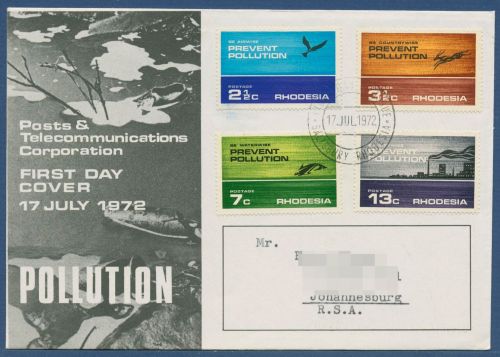 Posts &
Telecommunications
Corporation
FIRST DAY
COVER
17 JULY 1972
POLLUTION
BE AIRWISE
PREVENT
POLLUTION
POSTAGE
2½c RHODESIA
BE COUNTRYWISE
PREVENT
POLLUTION
POSTAGE
3½c RHODESIA
17 JUL 1972
BE WATERWISE
PREVENT
POLLUTION
POSTAGE
7c RHODESIA
PREVENT
POLLUTION
POSTAGE
13c RHODESIA
Mr.
Johannesburg
R.S.A.